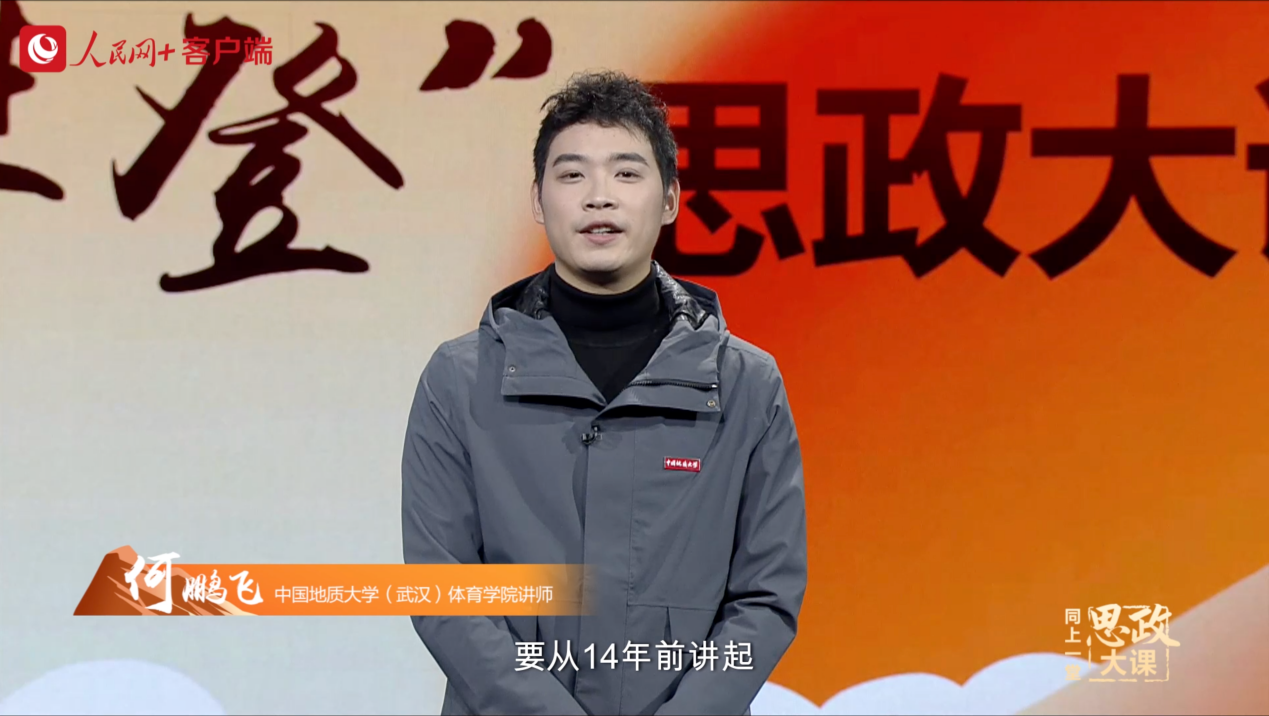 人民网+客户端
登”思政大
中国地质大学
何鹏飞 中国地质大学（武汉）体育学院讲师
要从14年前讲起
同上一堂
思政
大课